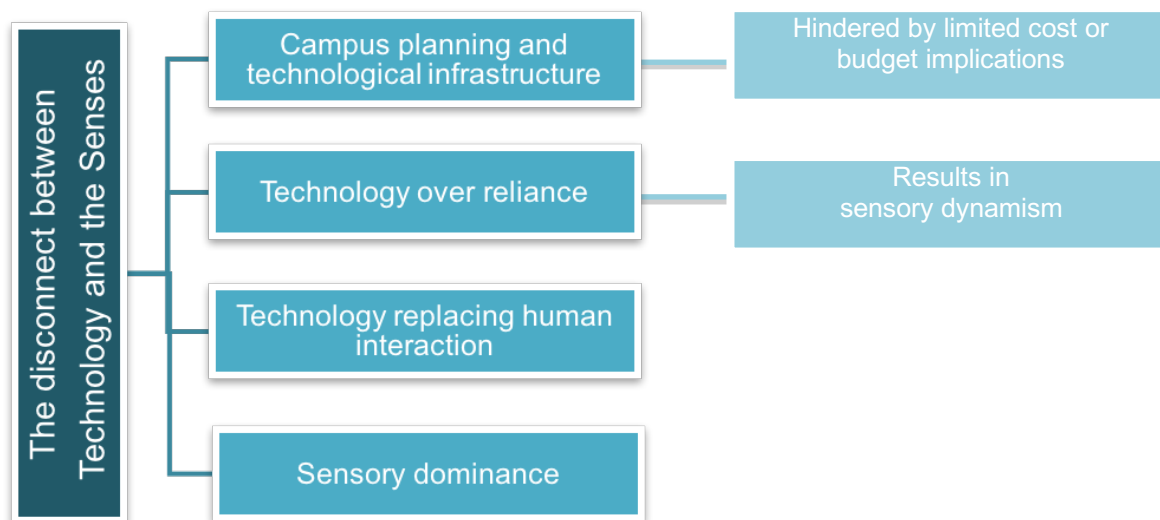 The disconnect between
Technology and the Senses
Campus planning and
technological infrastructure
Hindered by limited cost or
budget implications
Technology over reliance
Results in
sensory dynamism
Technology replacing human
interaction
Sensory dominance